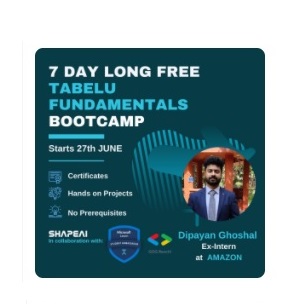 7 DAY LONG FREE
TABELU
FUNDAMENTALS
BOOTCAMP
Starts 27th JUNE
Certificates
Hands on Projects
No Prerequisites
SHAPEAI
In collaboration with:
Microsoft
Dipayan Ghoshal
Ex-Intern
at AMAZON